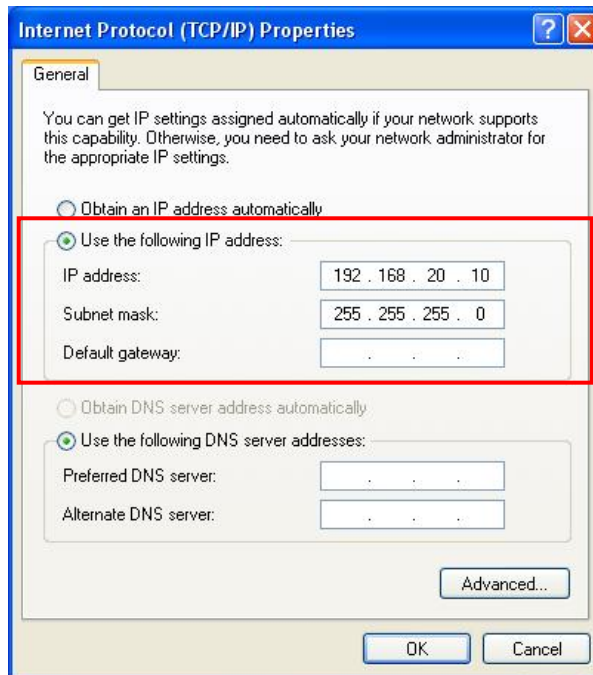 Internet Protocol (TCP/IP) Properties
General
You can get IP settings assigned automatically if your network supports
this capability. Otherwise, you need to ask your network administrator for
the appropriate IP settings.
Obtain an IP address automatically
Use the following IP address:
IP address: 192 . 168 . 20 . 10
Subnet mask: 255 . 255 . 255 . 0
Default gateway: . . .
Obtain DNS server address automatically
Use the following DNS server addresses:
Preferred DNS server: . . .
Alternate DNS server: . . .
Advanced...
OK Cancel